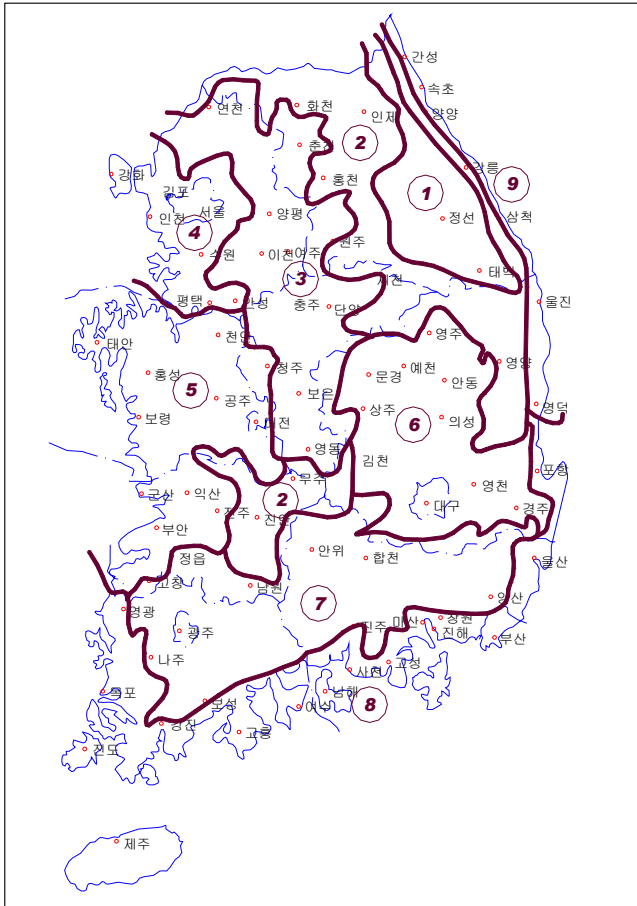 간성
속초
연천
화천
인제
양양
춘천
2
강릉
강화
홍천
9
김포
1
서울
양평
인천
정선
삼척
4
원주
수원
이천
여주
태백
3
제천
평택
안성
충주
단양
울진
천안
영주
태안
영양
청주
예천
홍성
문경
안동
5
보은
공주
영덕
상주
보령
의성
6
대전
영동
김천
포항
무주
영천
군산
익산
2
대구
경주
전주
진안
부안
안위
정읍
합천
울산
고창
남원
양산
7
영광
창원
마산
진주
광주
진해
부산
나주
고성
사천
남해
목포
보성
여수
8
강진
고흥
진도
제주